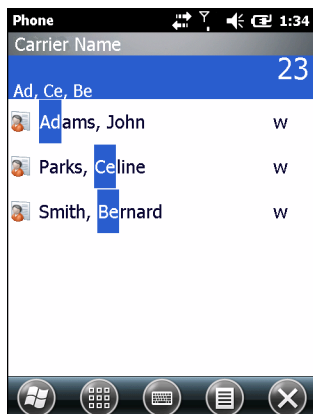 Phone 1:34
Carrier Name
23
Ad, Ce, Be
Adams, John w
Parks, Celine w
Smith, Bernard w